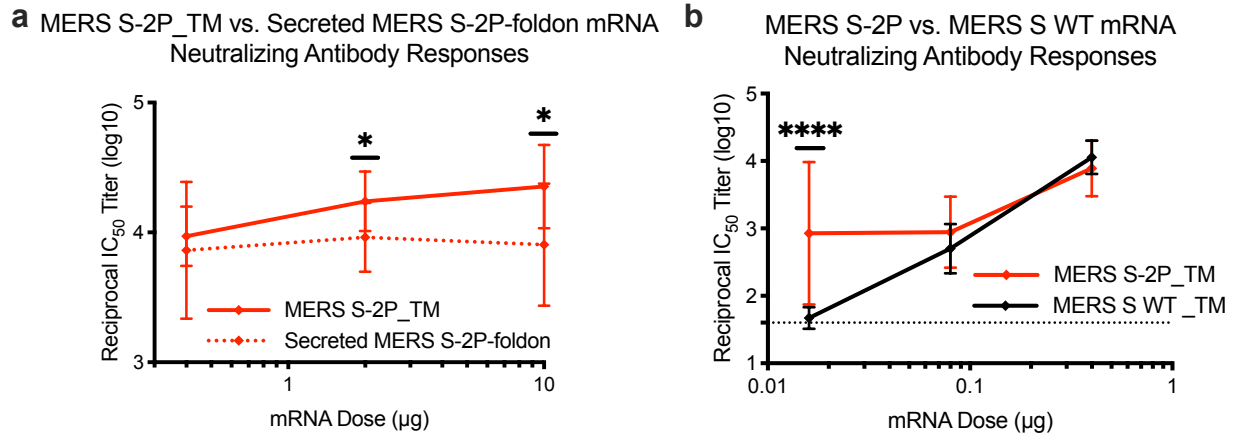 a MERS S-2P_TM vs. Secreted MERS S-2P-foldon mRNA
Neutralizing Antibody Responses
Reciprocal IC50 Titer (log10)
5
4
3
*
*
MERS S-2P_TM
Secreted MERS S-2P-foldon
1
10
mRNA Dose (µg)
b MERS S-2P vs. MERS S WT mRNA
Neutralizing Antibody Responses
Reciprocal IC50 Titer (log10)
5
4
3
2
1
****
MERS S-2P_TM
MERS S WT _TM
0.01
0.1
1
mRNA Dose (µg)